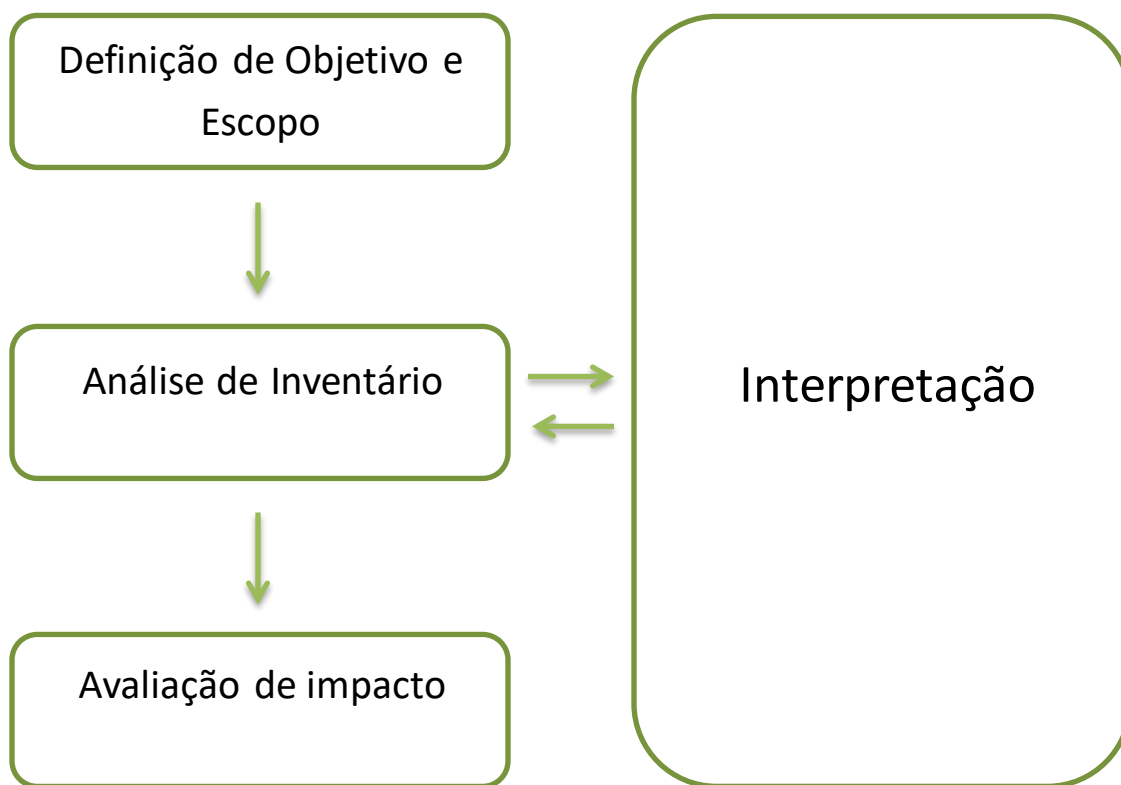 Definição de Objetivo e
Escopo
Análise de Inventário
Interpretação
Avaliação de impacto